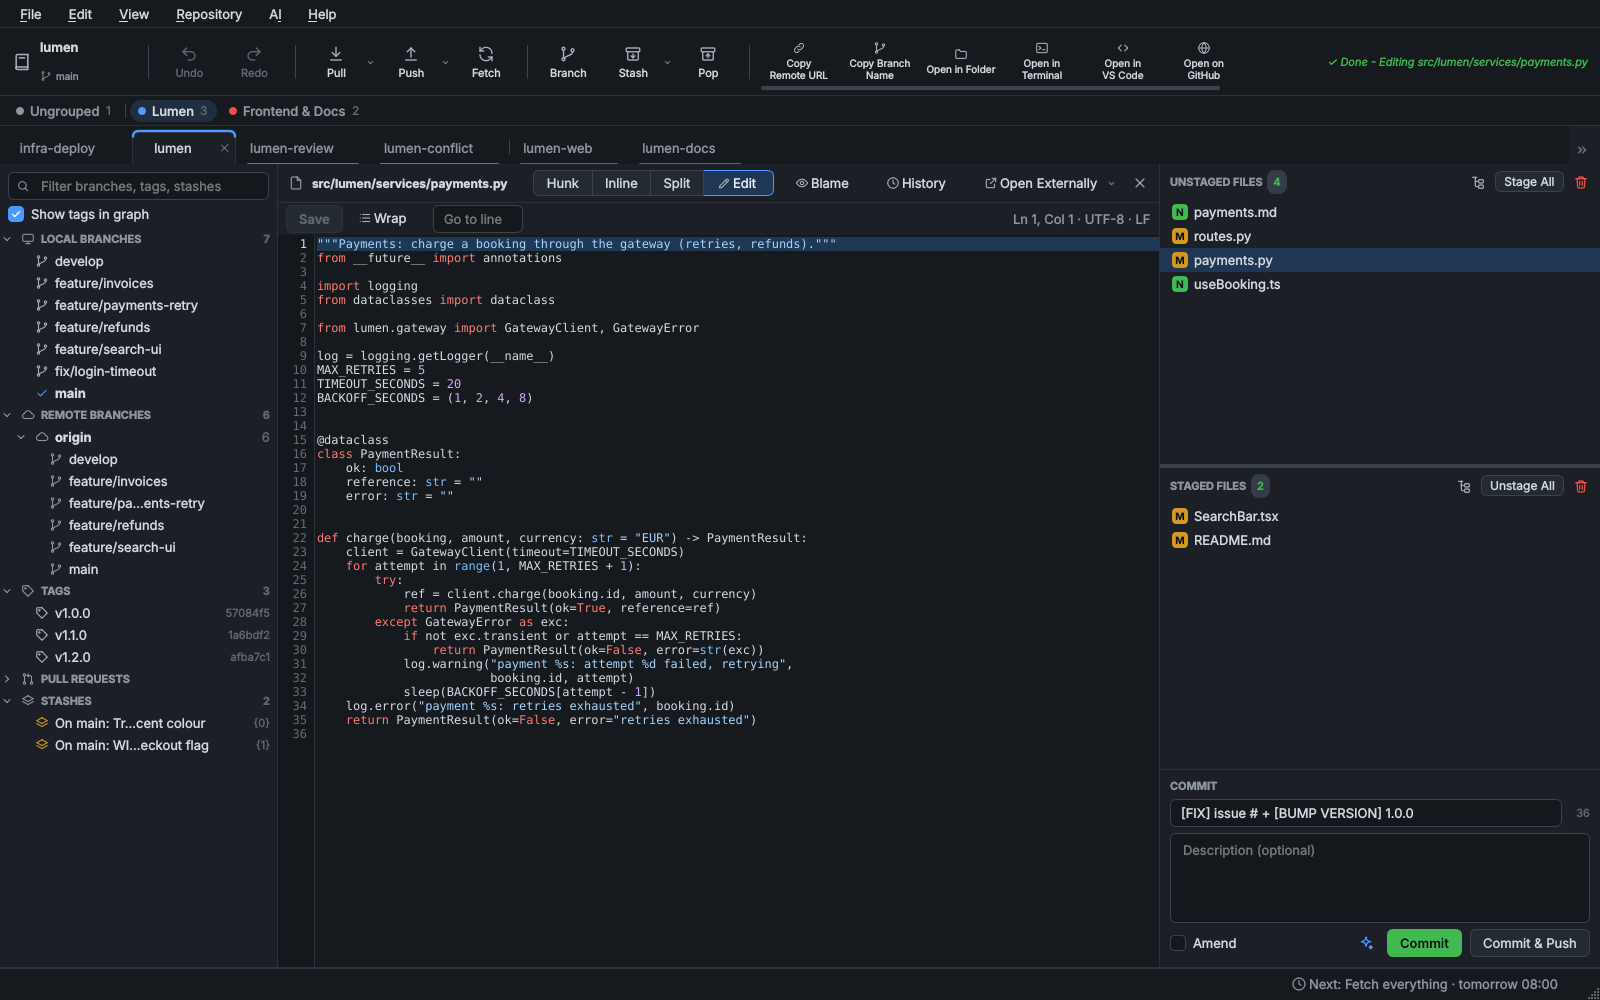 File Edit View Repository AI Help
lumen
main
Undo Redo Pull Push Fetch Branch Stash Pop
Copy Remote URL
Copy Branch Name
Open in Folder
Open in Terminal
Open in VS Code
Open on GitHub
✓ Done - Editing src/lumen/services/payments.py
Ungrouped 1 Lumen 3 Frontend & Docs 2
infra-deploy lumen lumen-review lumen-conflict lumen-web lumen-docs
Filter branches, tags, stashes
Show tags in graph
LOCAL BRANCHES 7
develop
feature/invoices
feature/payments-retry
feature/refunds
feature/search-ui
fix/login-timeout
main
REMOTE BRANCHES 6
origin 6
develop
feature/invoices
feature/pa...ents-retry
feature/refunds
feature/search-ui
main
TAGS 3
v1.0.0 57084f5
v1.1.0 1a6bdf2
v1.2.0 afba7c1
PULL REQUESTS
STASHES 2
On main: Tr...cent colour {0}
On main: WI...eckout flag {1}
src/lumen/services/payments.py Hunk Inline Split Edit Blame History Open Externally
Save Wrap Go to line Ln 1, Col 1 · UTF-8 · LF
1 """Payments: charge a booking through the gateway (retries, refunds)."""
2 from __future__ import annotations
3
4 import logging
5 from dataclasses import dataclass
6
7 from lumen.gateway import GatewayClient, GatewayError
8
9 log = logging.getLogger(__name__)
10 MAX_RETRIES = 5
11 TIMEOUT_SECONDS = 20
12 BACKOFF_SECONDS = (1, 2, 4, 8)
13
14
15 @dataclass
16 class PaymentResult:
17     ok: bool
18     reference: str = ""
19     error: str = ""
20
21
22 def charge(booking, amount, currency: str = "EUR") -> PaymentResult:
23     client = GatewayClient(timeout=TIMEOUT_SECONDS)
24     for attempt in range(1, MAX_RETRIES + 1):
25         try:
26             ref = client.charge(booking.id, amount, currency)
27             return PaymentResult(ok=True, reference=ref)
28         except GatewayError as exc:
29             if not exc.transient or attempt == MAX_RETRIES:
30                 return PaymentResult(ok=False, error=str(exc))
31             log.warning("payment %s: attempt %d failed, retrying",
32                         booking.id, attempt)
33             sleep(BACKOFF_SECONDS[attempt - 1])
34     log.error("payment %s: retries exhausted", booking.id)
35     return PaymentResult(ok=False, error="retries exhausted")
36
UNSTAGED FILES 4 Stage All
N payments.md
M routes.py
M payments.py
N useBooking.ts
STAGED FILES 2 Unstage All
M SearchBar.tsx
M README.md
COMMIT
[FIX] issue # + [BUMP VERSION] 1.0.0 36
Description (optional)
Amend Commit Commit & Push
Next: Fetch everything · tomorrow 08:00